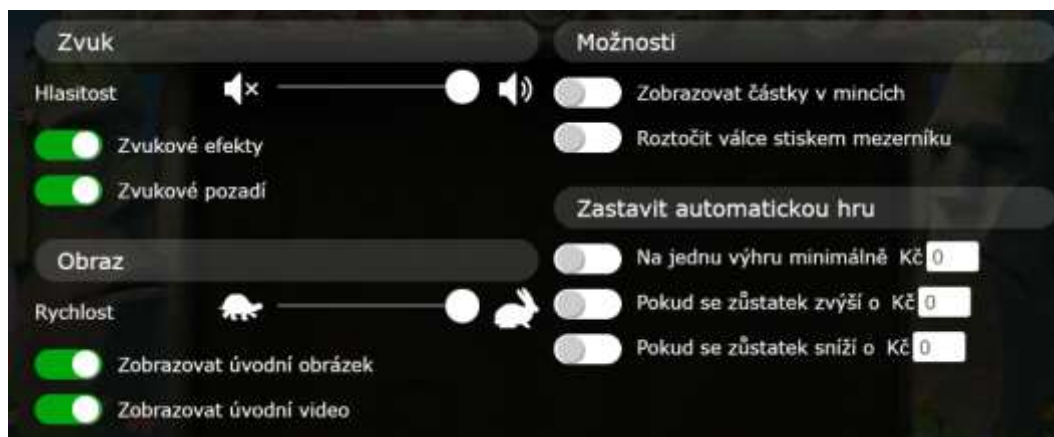 Zvuk
Hlasitost
Zvukové efekty
Zvukové pozadí
Obraz
Rychlost
Zobrazovat úvodní obrázek
Zobrazovat úvodní video
Možnosti
Zobrazovat částky v mincích
Roztočit válce stiskem mezerníku
Zastavit automatickou hru
Na jednu výhru minimálně Kč 0
Pokud se zůstatek zvýší o Kč 0
Pokud se zůstatek sníží o Kč 0